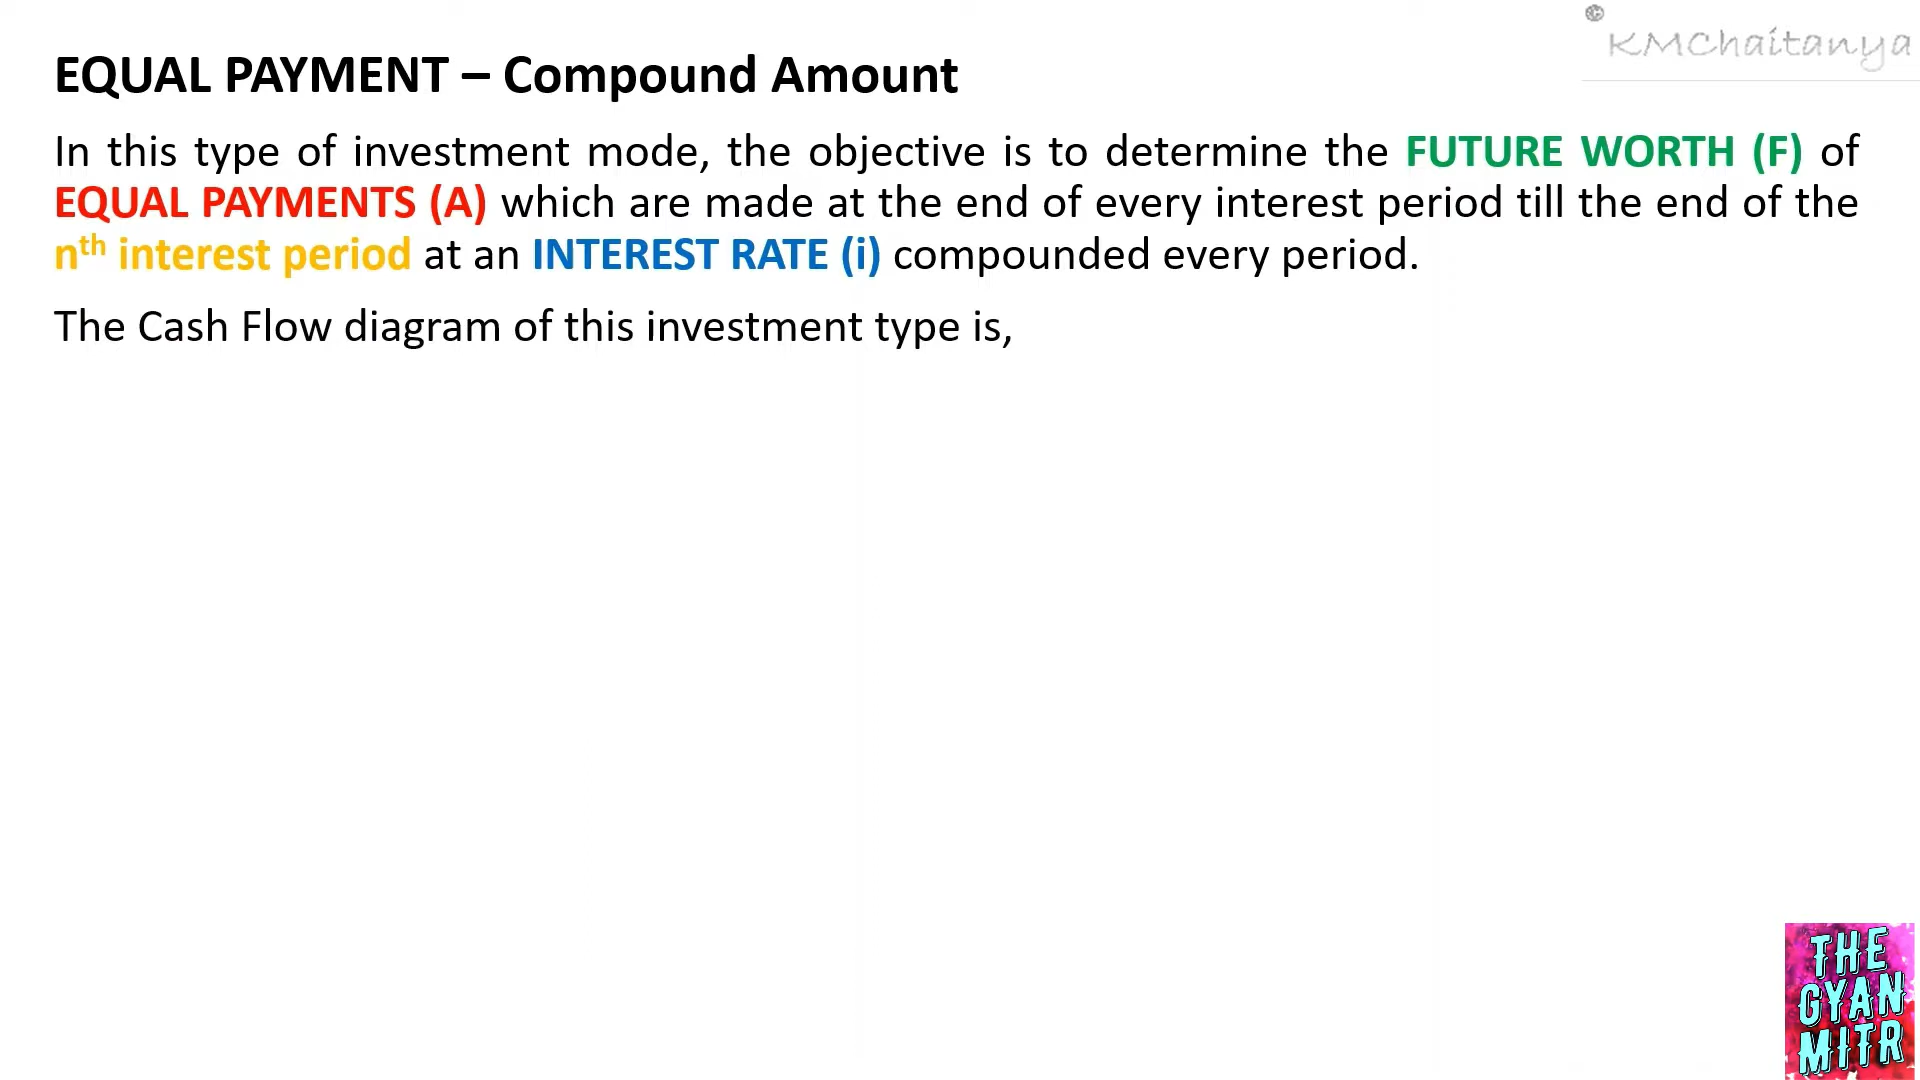 KMChaitanya
EQUAL PAYMENT – Compound Amount
In this type of investment mode, the objective is to determine the FUTURE WORTH (F) of
EQUAL PAYMENTS (A) which are made at the end of every interest period till the end of the
nth interest period at an INTEREST RATE (i) compounded every period.
The Cash Flow diagram of this investment type is,
THE
GYAN
MITR